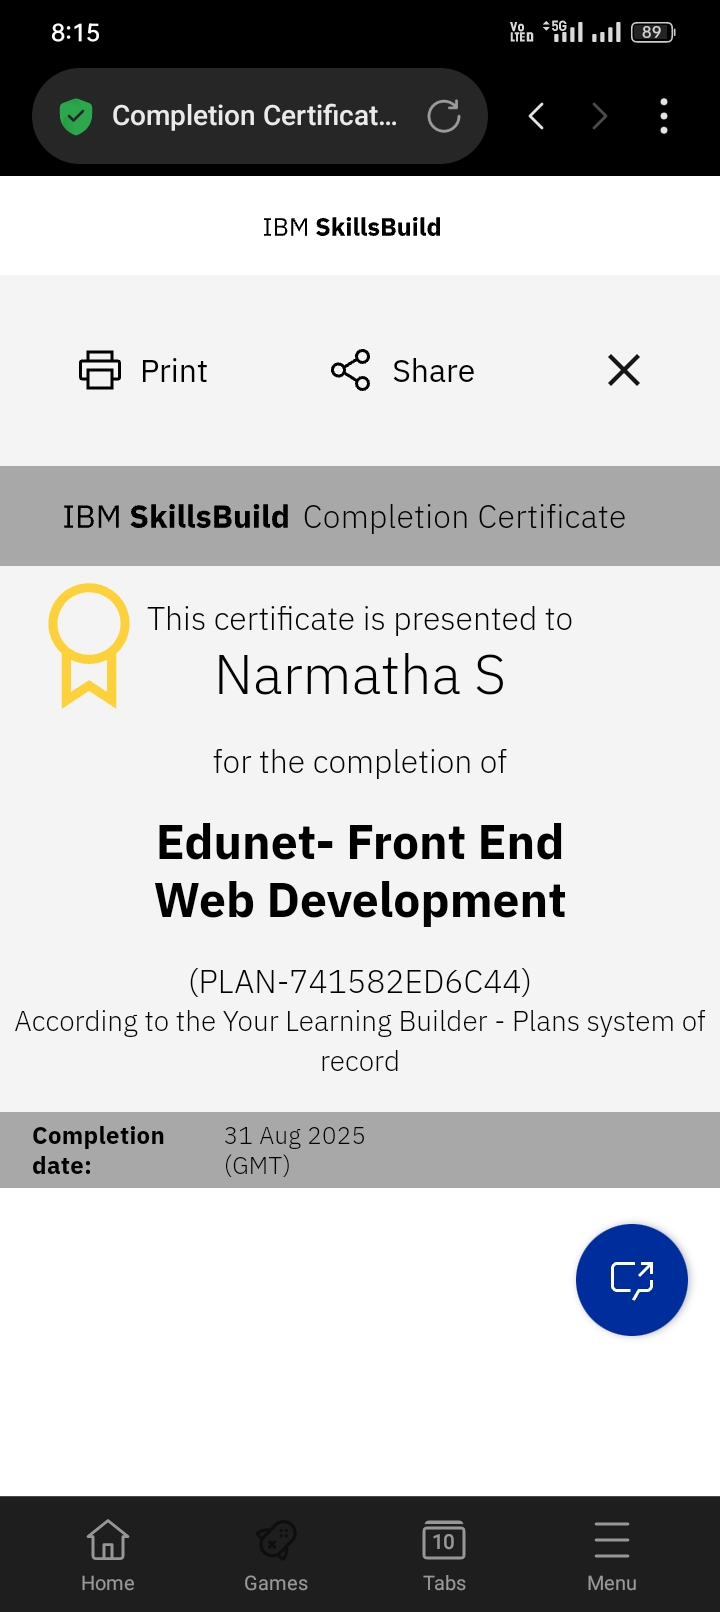 8:15
Vo LTED 5G 89
Completion Certificat...
IBM SkillsBuild
Print Share
IBM SkillsBuild Completion Certificate
This certificate is presented to
Narmatha S
for the completion of
Edunet- Front End
Web Development
(PLAN-741582ED6C44)
According to the Your Learning Builder - Plans system of
record
Completion 31 Aug 2025
date: (GMT)
10
Home Games Tabs Menu